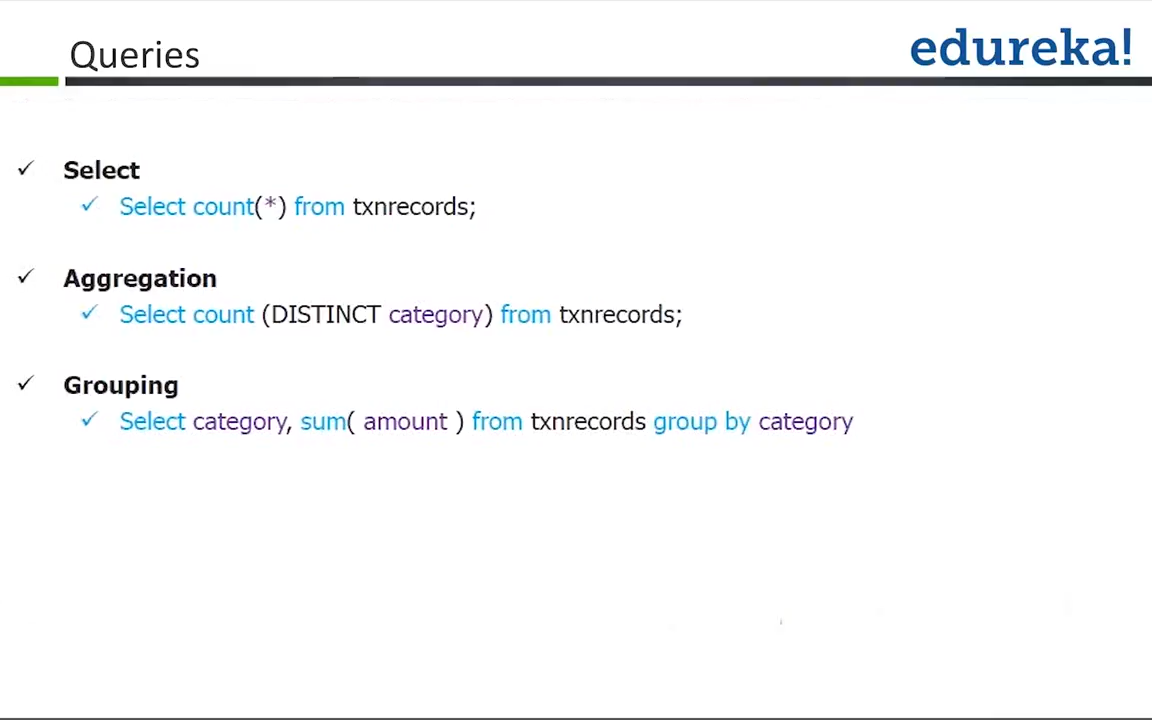 Queries
edureka!
Select
Select count(*) from txnrecords;
Aggregation
Select count (DISTINCT category) from txnrecords;
Grouping
Select category, sum( amount ) from txnrecords group by category